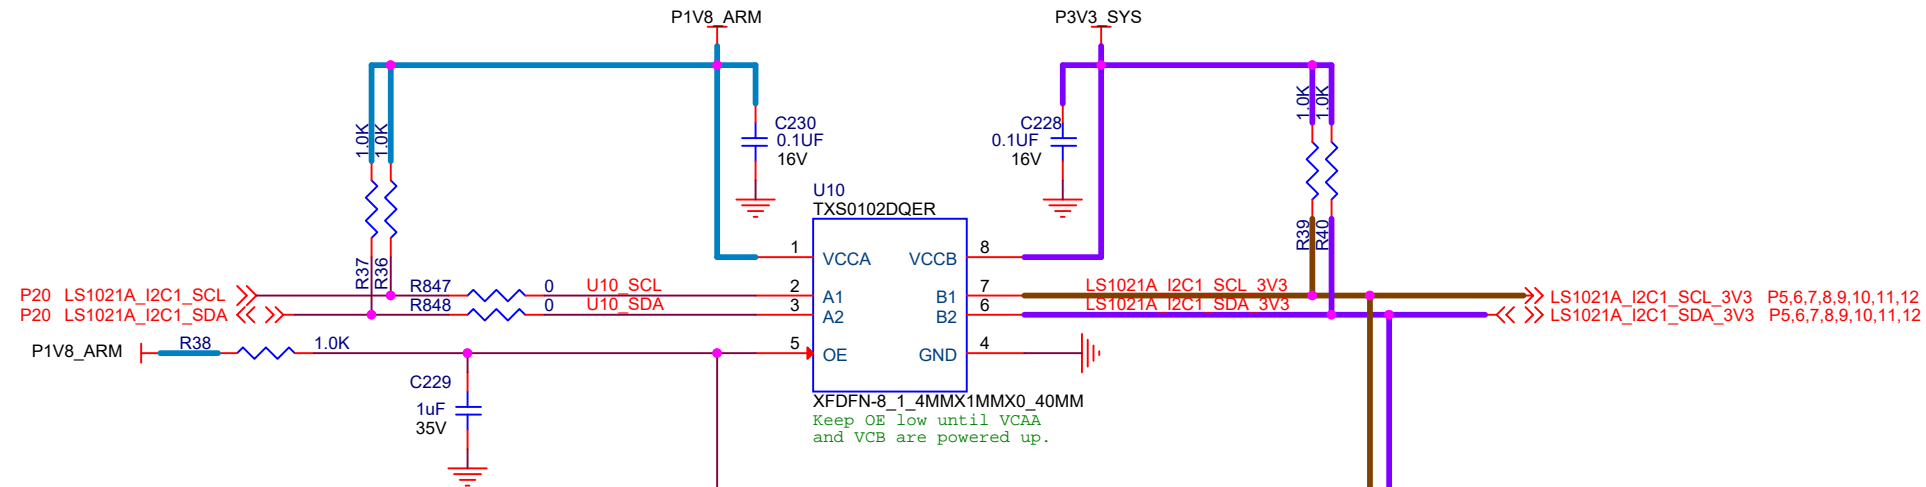 P1V8_ARM
P3V3_SYS
1.0K
1.0K
C230
0.1UF
16V
C228
0.1UF
16V
1.0K
1.0K
U10
TXS0102DQER
R37
R36
R39
R40
1 VCCA VCCB 8
P20 LS1021A_I2C1_SCL R847 0 U10_SCL 2 A1 B1 7 LS1021A_I2C1_SCL_3V3 LS1021A_I2C1_SCL_3V3 P5,6,7,8,9,10,11,12
P20 LS1021A_I2C1_SDA R848 0 U10_SDA 3 A2 B2 6 LS1021A_I2C1_SDA_3V3 LS1021A_I2C1_SDA_3V3 P5,6,7,8,9,10,11,12
P1V8_ARM R38 1.0K 5 OE GND 4
C229
1uF
35V
XFDFN-8_1_4MMX1MMX0_40MM
Keep OE low until VCAA
and VCB are powered up.